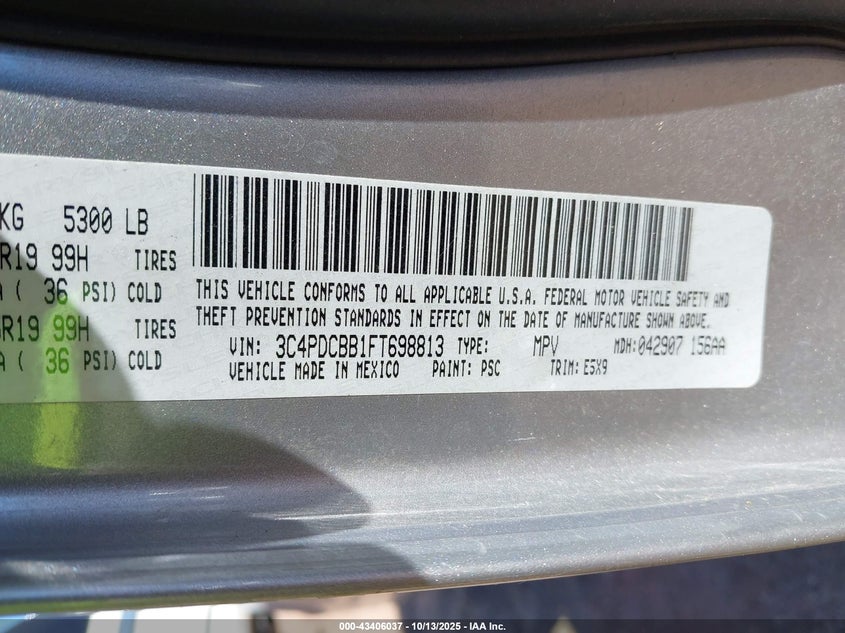 KG 5300 LB
R19 99H TIRES
A ( 36 PSI) COLD
R19 99H TIRES
A ( 36 PSI) COLD
THIS VEHICLE CONFORMS TO ALL APPLICABLE U.S.A. FEDERAL MOTOR VEHICLE SAFETY AND
THEFT PREVENTION STANDARDS IN EFFECT ON THE DATE OF MANUFACTURE SHOWN ABOVE.
VIN: 3C4PDCBB1FT698813 TYPE: MPV MDH: 042907 156AA
VEHICLE MADE IN MEXICO PAINT: PSC TRIM: E5X9
000-43406037 - 10/13/2025 - IAA Inc.